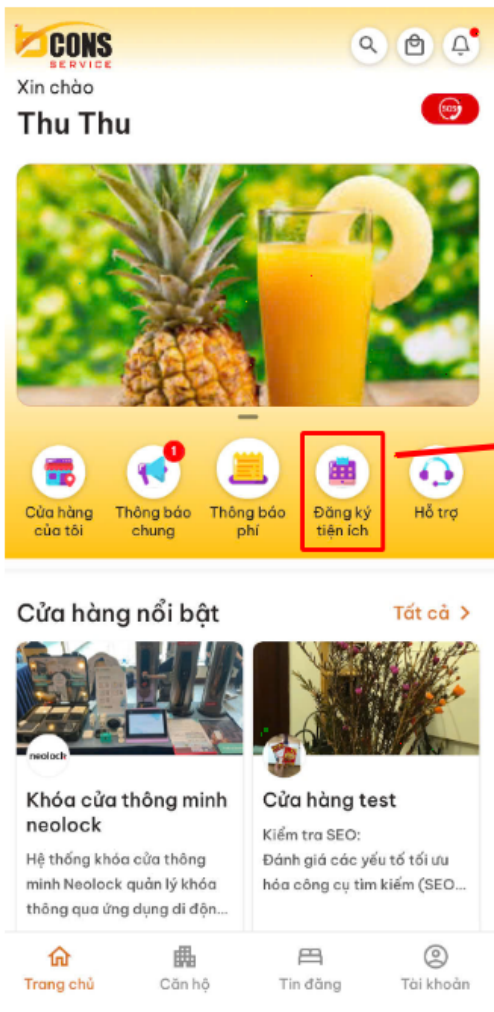 BCONS
SERVICE
Xin chào
Thu Thu
SOS
1
Cửa hàng
của tôi
Thông báo
chung
Thông báo
phí
Đăng ký
tiện ích
Hỗ trợ
Cửa hàng nổi bật
Tất cả >
neolock
Khóa cửa thông minh
neolock
Hệ thống khóa cửa thông
minh Neolock quản lý khóa
thông qua ứng dụng di độn...
Cửa hàng test
Kiểm tra SEO:
Đánh giá các yếu tố tối ưu
hóa công cụ tìm kiếm (SEO...
Trang chủ
Căn hộ
Tin đăng
Tài khoản